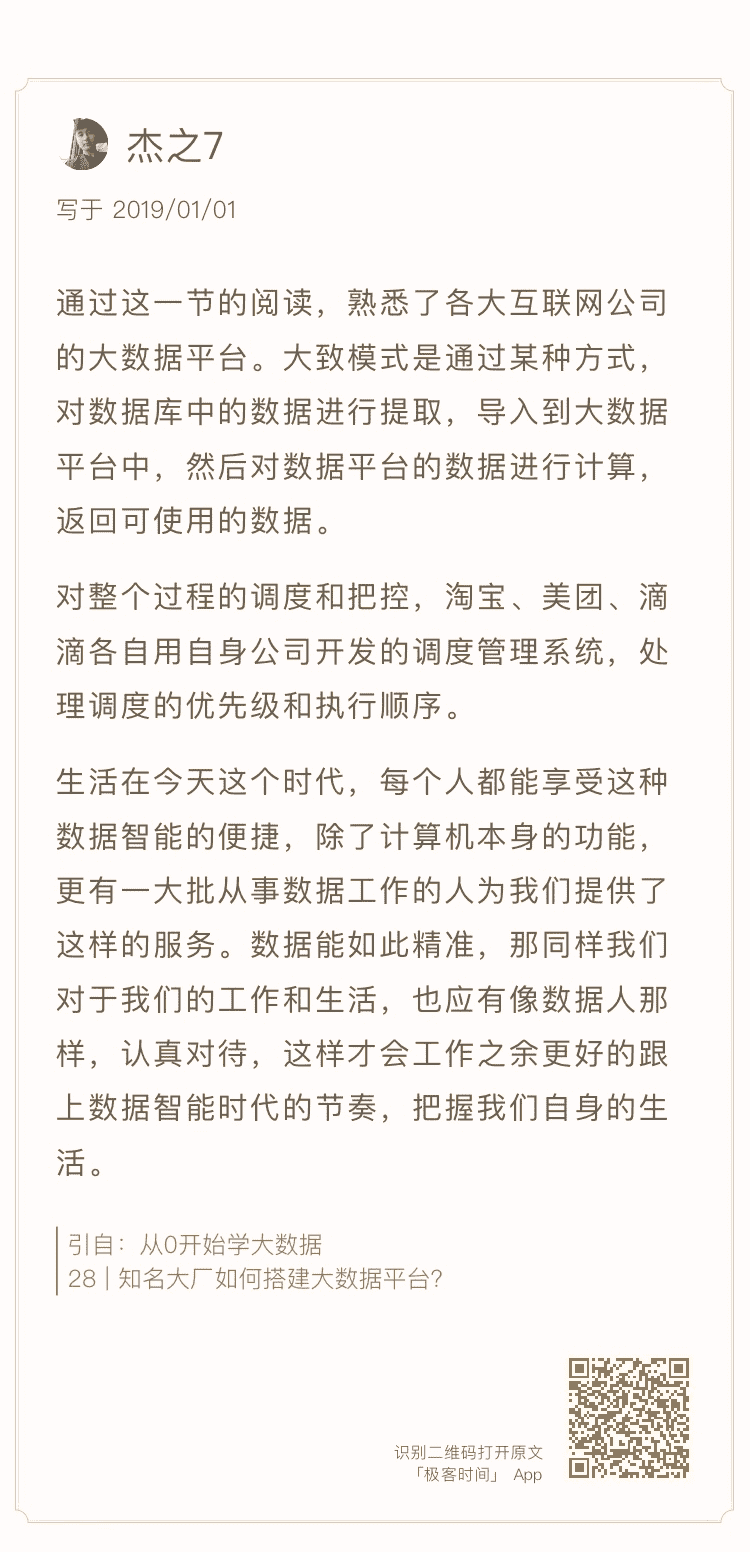 杰之7
写于 2019/01/01
通过这一节的阅读，熟悉了各大互联网公司
的大数据平台。大致模式是通过某种方式，
对数据库中的数据进行提取，导入到大数据
平台中，然后对数据平台的数据进行计算，
返回可使用的数据。
对整个过程的调度和把控，淘宝、美团、滴
滴各自用自身公司开发的调度管理系统，处
理调度的优先级和执行顺序。
生活在今天这个时代，每个人都能享受这种
数据智能的便捷，除了计算机本身的功能，
更有一大批从事数据工作的人为我们提供了
这样的服务。数据能如此精准，那同样我们
对于我们的工作和生活，也应有像数据人那
样，认真对待，这样才会工作之余更好的跟
上数据智能时代的节奏，把握我们自身的生
活。
引自：从0开始学大数据
28 | 知名大厂如何搭建大数据平台？
识别二维码打开原文
「极客时间」 App